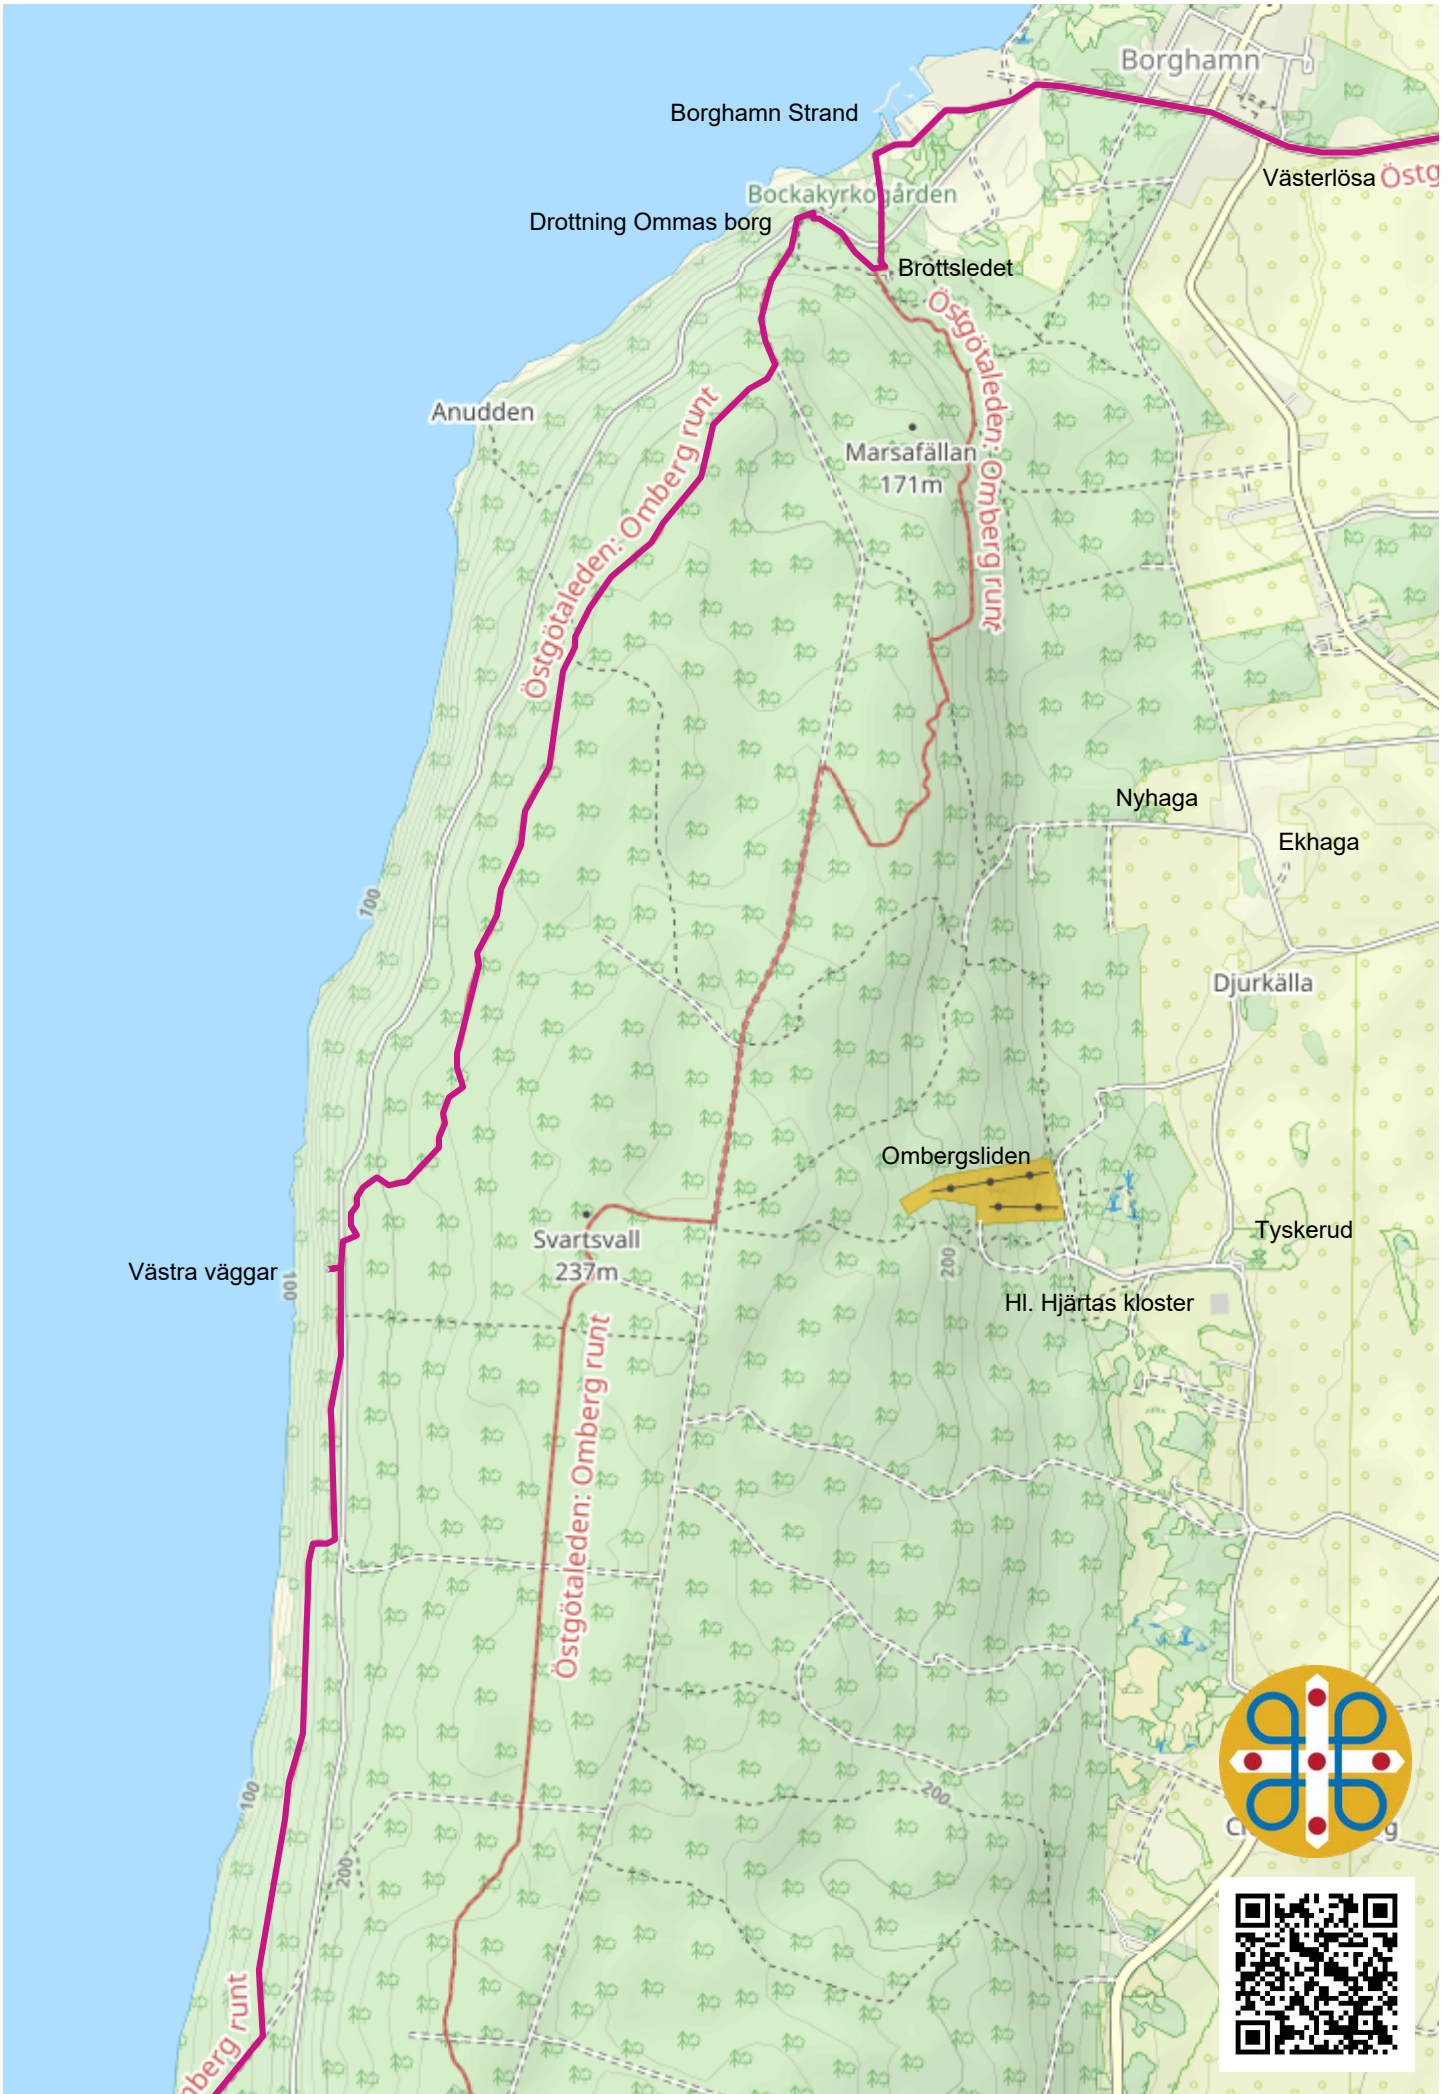 Borghamn
Borghamn Strand
Västerlösa
Östg
Bockakyrkogården
Drottning Ommas borg
Brottsledet
Östgötaleden: Omberg runt
Östgötaleden: Omberg runt
Anudden
Marsafällan
171m
Nyhaga
Ekhaga
100
Djurkälla
Ombergsliden
Tyskerud
Svartsvall
237m
200
Västra väggar
100
Hl. Hjärtas kloster
Östgötaleden: Omberg runt
100
200
200
g
nberg runt